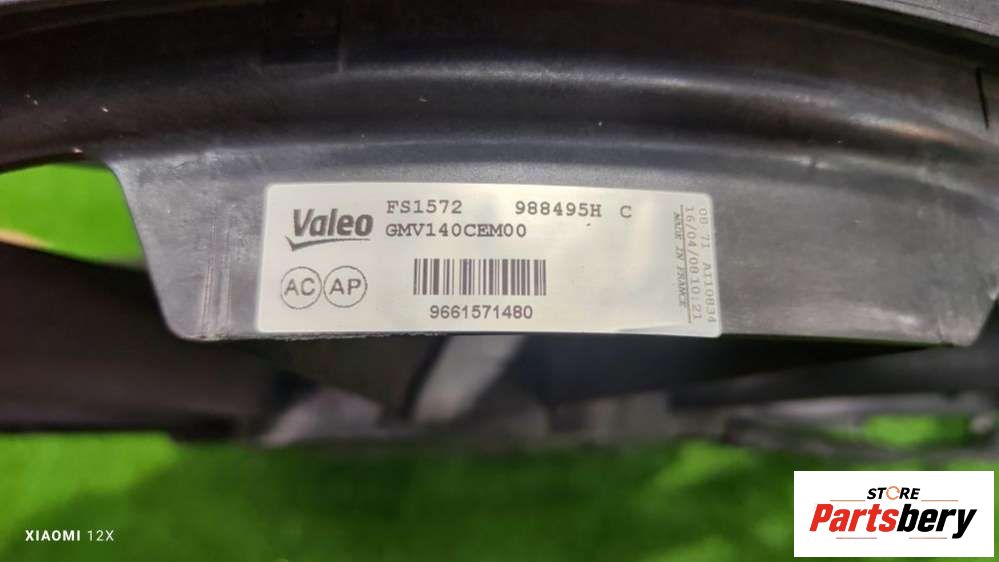 Valeo
FS1572 988495H C
GMV140CEM00
AC AP
9661571480
08 71 A110834
16/04/08 10:21
MADE IN FRANCE
XIAOMI 12X
STORE
Partsbery